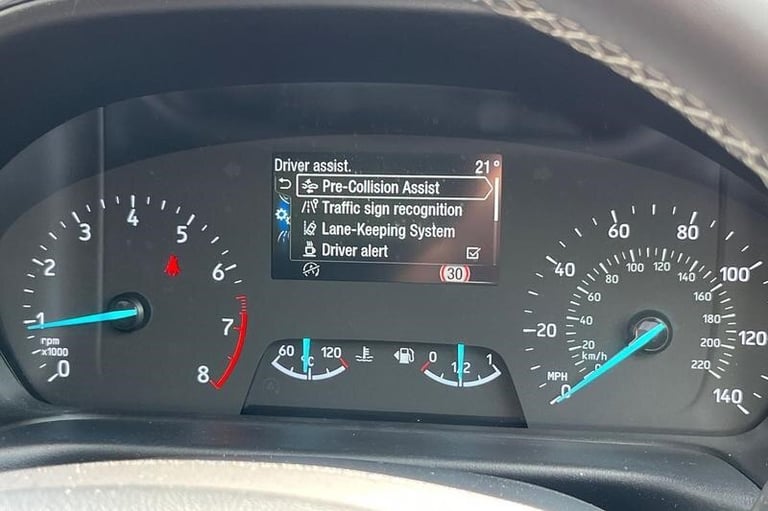 Driver assist. 21°
Pre-Collision Assist
Traffic sign recognition
Lane-Keeping System
Driver alert
30
0 1 2 3 4 5 6 7 8
rpm
x1000
60 °C 120
0 1/2 1
0 20 40 60 80 100 120 140
MPH
0 20 40 60 80 100 120 140 160 180 200 220
km/h